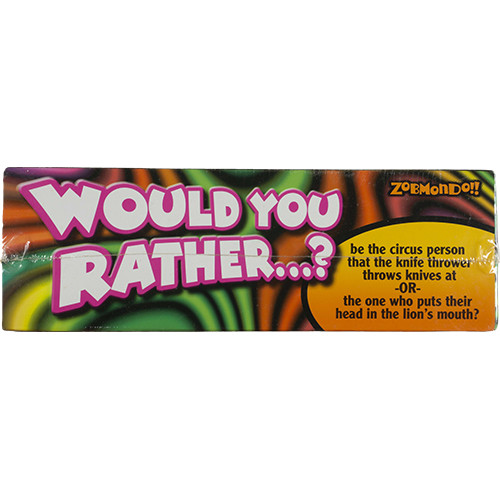 WOULD YOU
RATHER...?
ZOBMONDO!!
be the circus person
that the knife thrower
throws knives at
-OR-
the one who puts their
head in the lion's mouth?